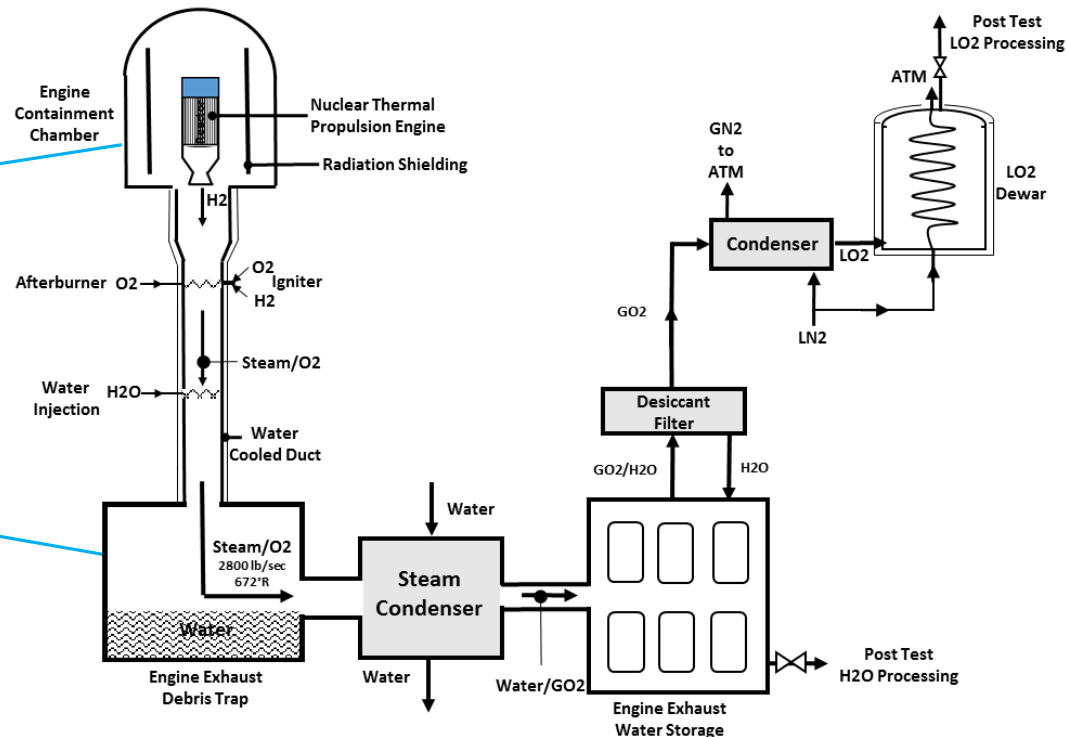 Engine
Containment
Chamber
Reactor
Nuclear Thermal
Propulsion Engine
Radiation Shielding
H2
Afterburner O2
O2
Igniter
H2
Steam/O2
Water
Injection
H2O
Water
Cooled Duct
Steam/O2
2800 lb/sec
672°R
Water
Engine Exhaust
Debris Trap
Water
Steam
Condenser
Water
Water/GO2
Engine Exhaust
Water Storage
Post Test
H2O Processing
GO2/H2O
H2O
Desiccant
Filter
GO2
GN2
to
ATM
Condenser
LO2
LN2
ATM
Post Test
LO2 Processing
LO2
Dewar